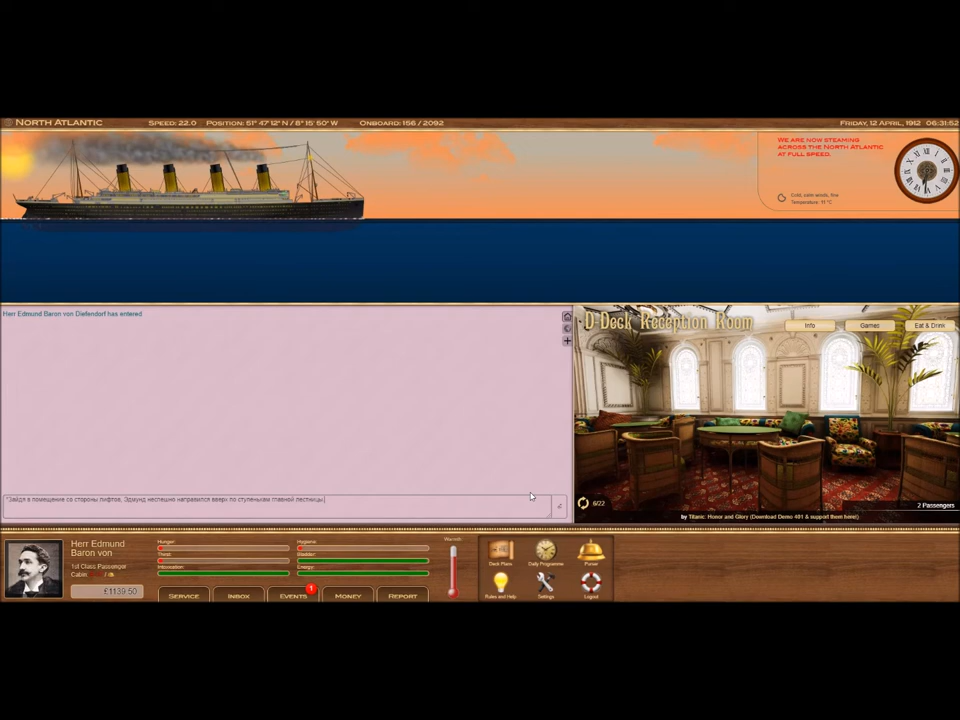 NORTH ATLANTIC SPEED: 22.0 POSITION: 51° 47' 12" N / 8° 15' 50" W ONBOARD: 156 / 2092 FRIDAY, 12 APRIL, 1912 06:31:52
WE ARE NOW STEAMING
ACROSS THE NORTH ATLANTIC
AT FULL SPEED.
Cold, calm winds, fine
Temperature: 11 °C
Herr Edmund Baron von Diefendorf has entered
*Зайдя в помещения со стороны лифтов, Эдмунд неспешно направился вверх по ступенькам главной лестницы.
D-Deck Reception Room
Info Games Eat & Drink
6/22
2 Passengers
by Titanic: Honor and Glory (Download Demo 401 & support them here!)
Herr Edmund
Baron von
1st Class Passenger
Cabin:
£1139.50
Hunger: Hygiene:
Thirst: Bladder:
Intoxication: Energy:
Warmth:
SERVICE INBOX EVENTS 1 MONEY REPORT
Deck Plans Daily Programme Purser
Rules and Help Settings Logout